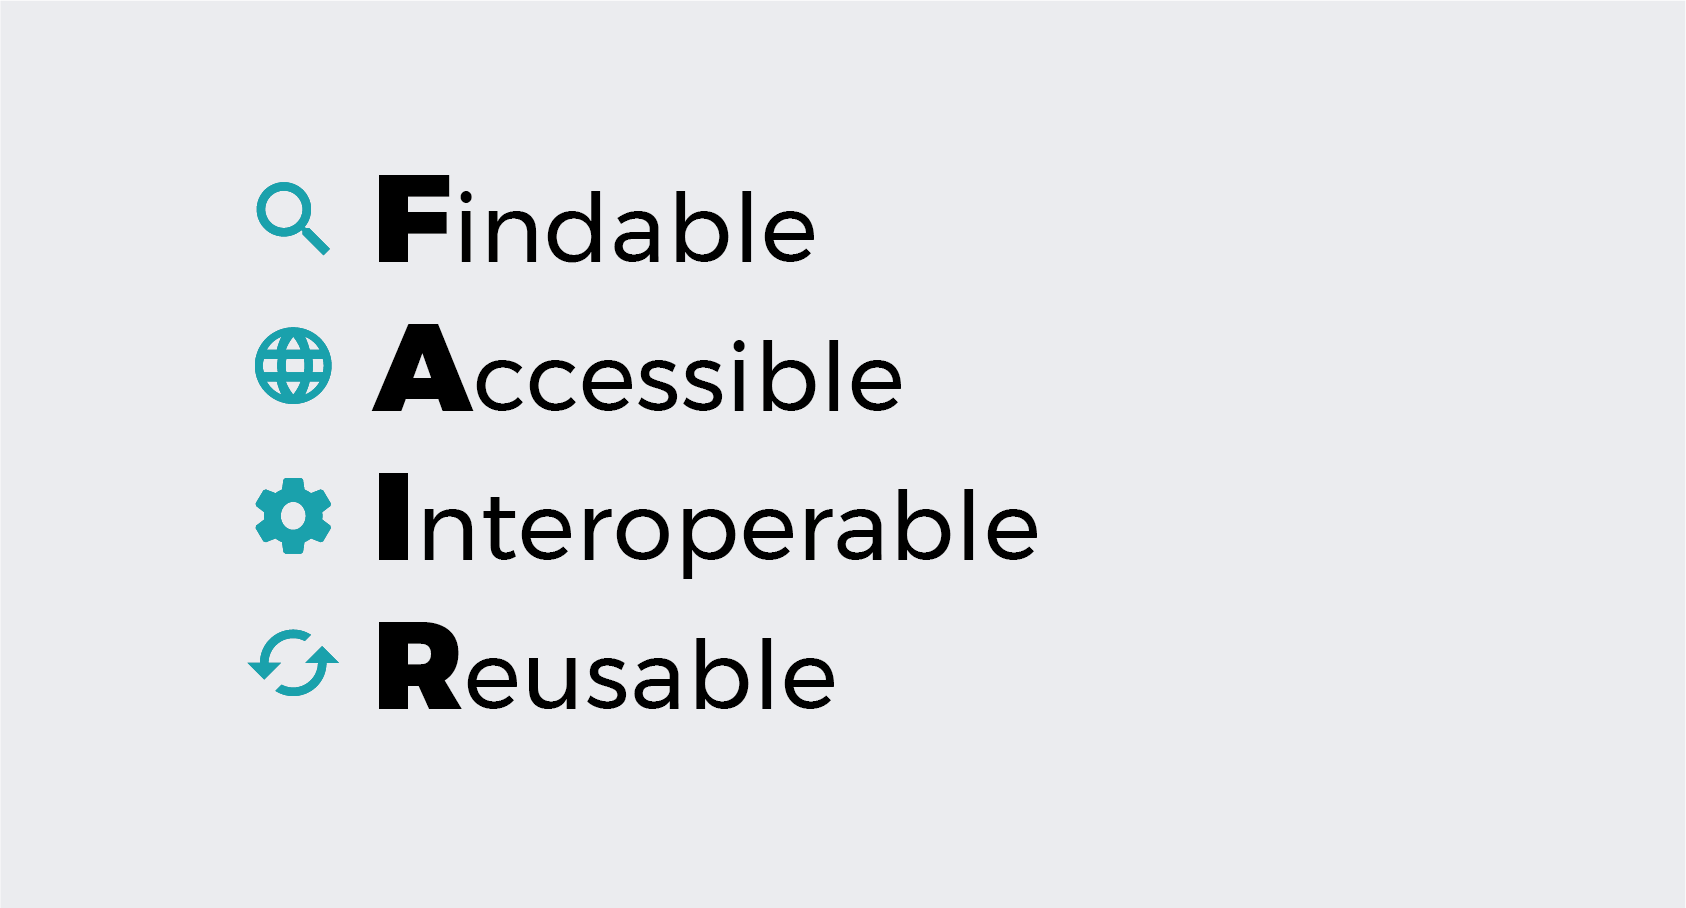 Findable
Accessible
Interoperable
Reusable